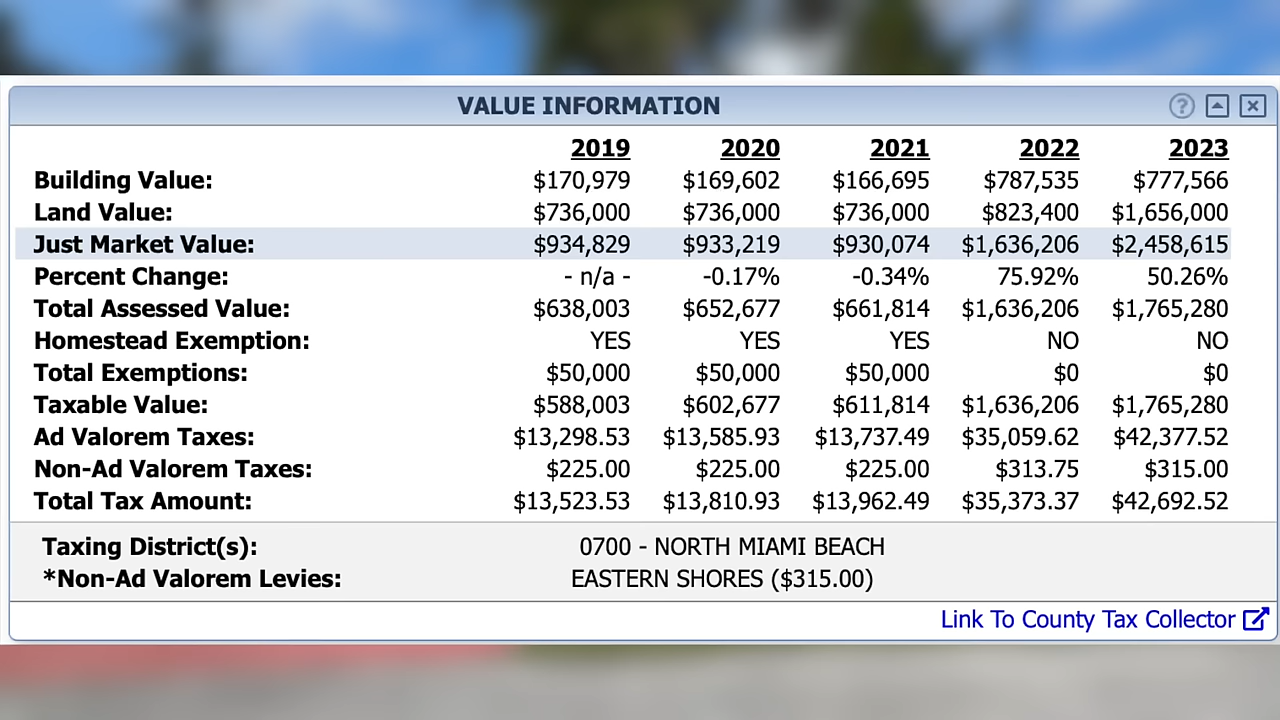 VALUE INFORMATION
2019 2020 2021 2022 2023
Building Value: $170,979 $169,602 $166,695 $787,535 $777,566
Land Value: $736,000 $736,000 $736,000 $823,400 $1,656,000
Just Market Value: $934,829 $933,219 $930,074 $1,636,206 $2,458,615
Percent Change: - n/a - -0.17% -0.34% 75.92% 50.26%
Total Assessed Value: $638,003 $652,677 $661,814 $1,636,206 $1,765,280
Homestead Exemption: YES YES YES NO NO
Total Exemptions: $50,000 $50,000 $50,000 $0 $0
Taxable Value: $588,003 $602,677 $611,814 $1,636,206 $1,765,280
Ad Valorem Taxes: $13,298.53 $13,585.93 $13,737.49 $35,059.62 $42,377.52
Non-Ad Valorem Taxes: $225.00 $225.00 $225.00 $313.75 $315.00
Total Tax Amount: $13,523.53 $13,810.93 $13,962.49 $35,373.37 $42,692.52
Taxing District(s): 0700 - NORTH MIAMI BEACH
*Non-Ad Valorem Levies: EASTERN SHORES ($315.00)
Link To County Tax Collector